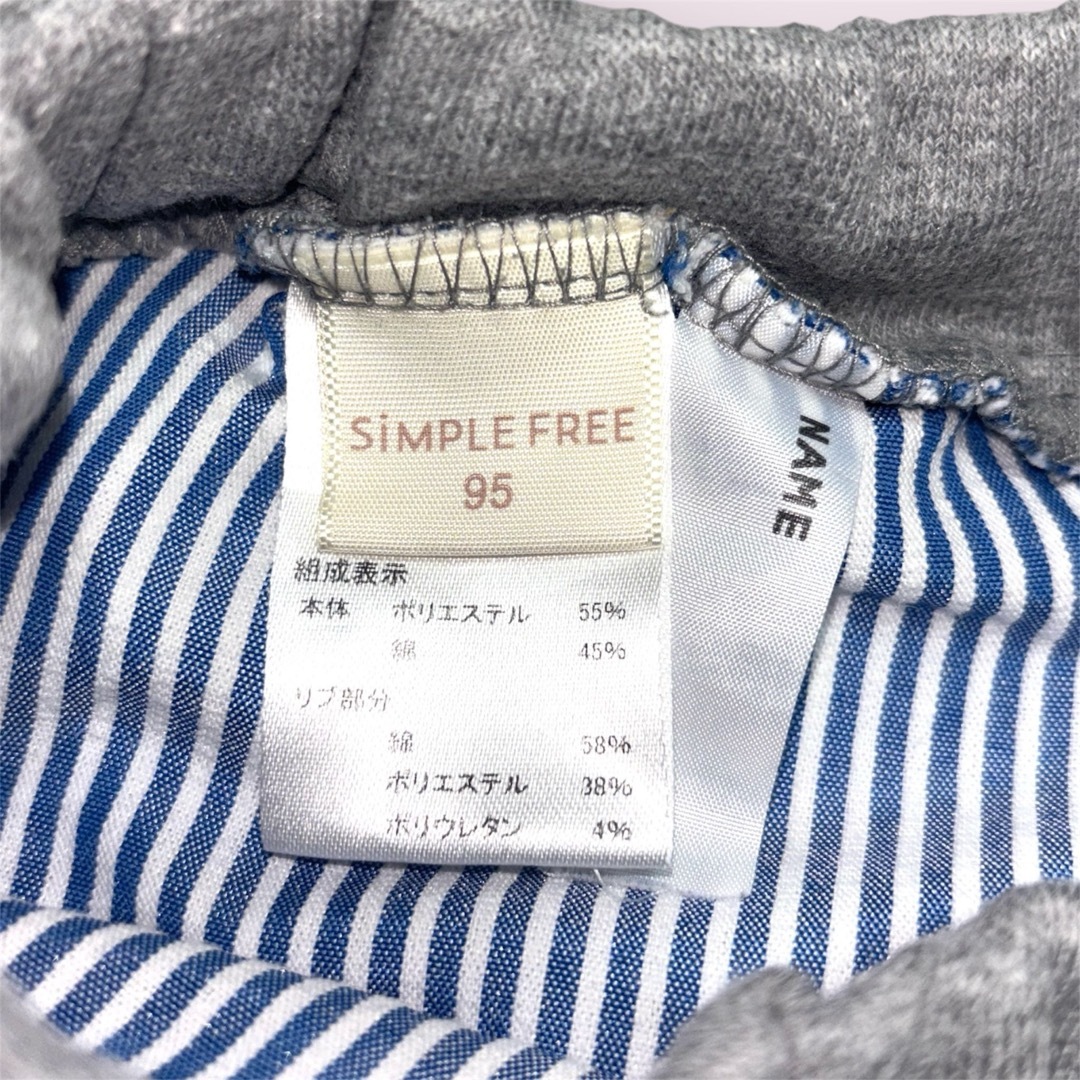 SiMPLE FREE
95
NAME
組成表示
本体 ポリエステル 55%
綿 45%
リブ部分
綿 58%
ポリエステル 38%
ポリウレタン 4%